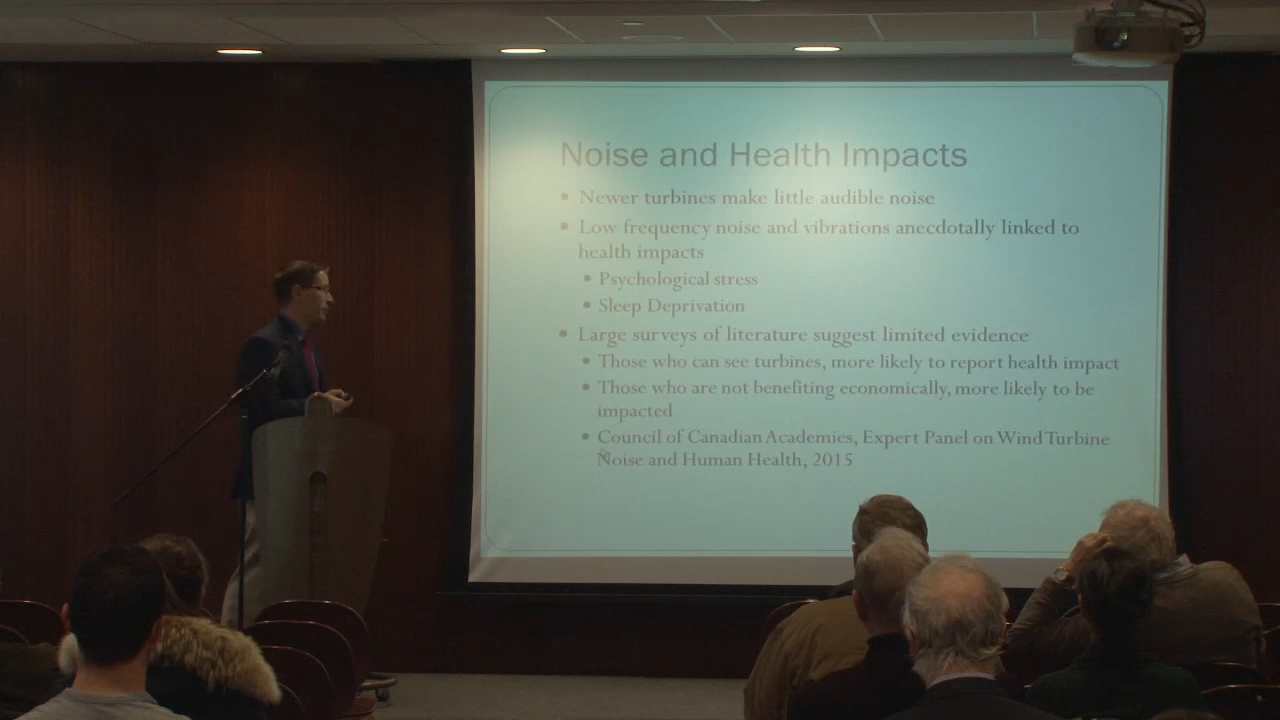 Noise and Health Impacts
• Newer turbines make little audible noise
• Low frequency noise and vibrations anecdotally linked to
health impacts
• Psychological stress
• Sleep Deprivation
• Large surveys of literature suggest limited evidence
• Those who can see turbines, more likely to report health impact
• Those who are not benefiting economically, more likely to be
impacted
• Council of Canadian Academies, Expert Panel on Wind Turbine
Noise and Human Health, 2015